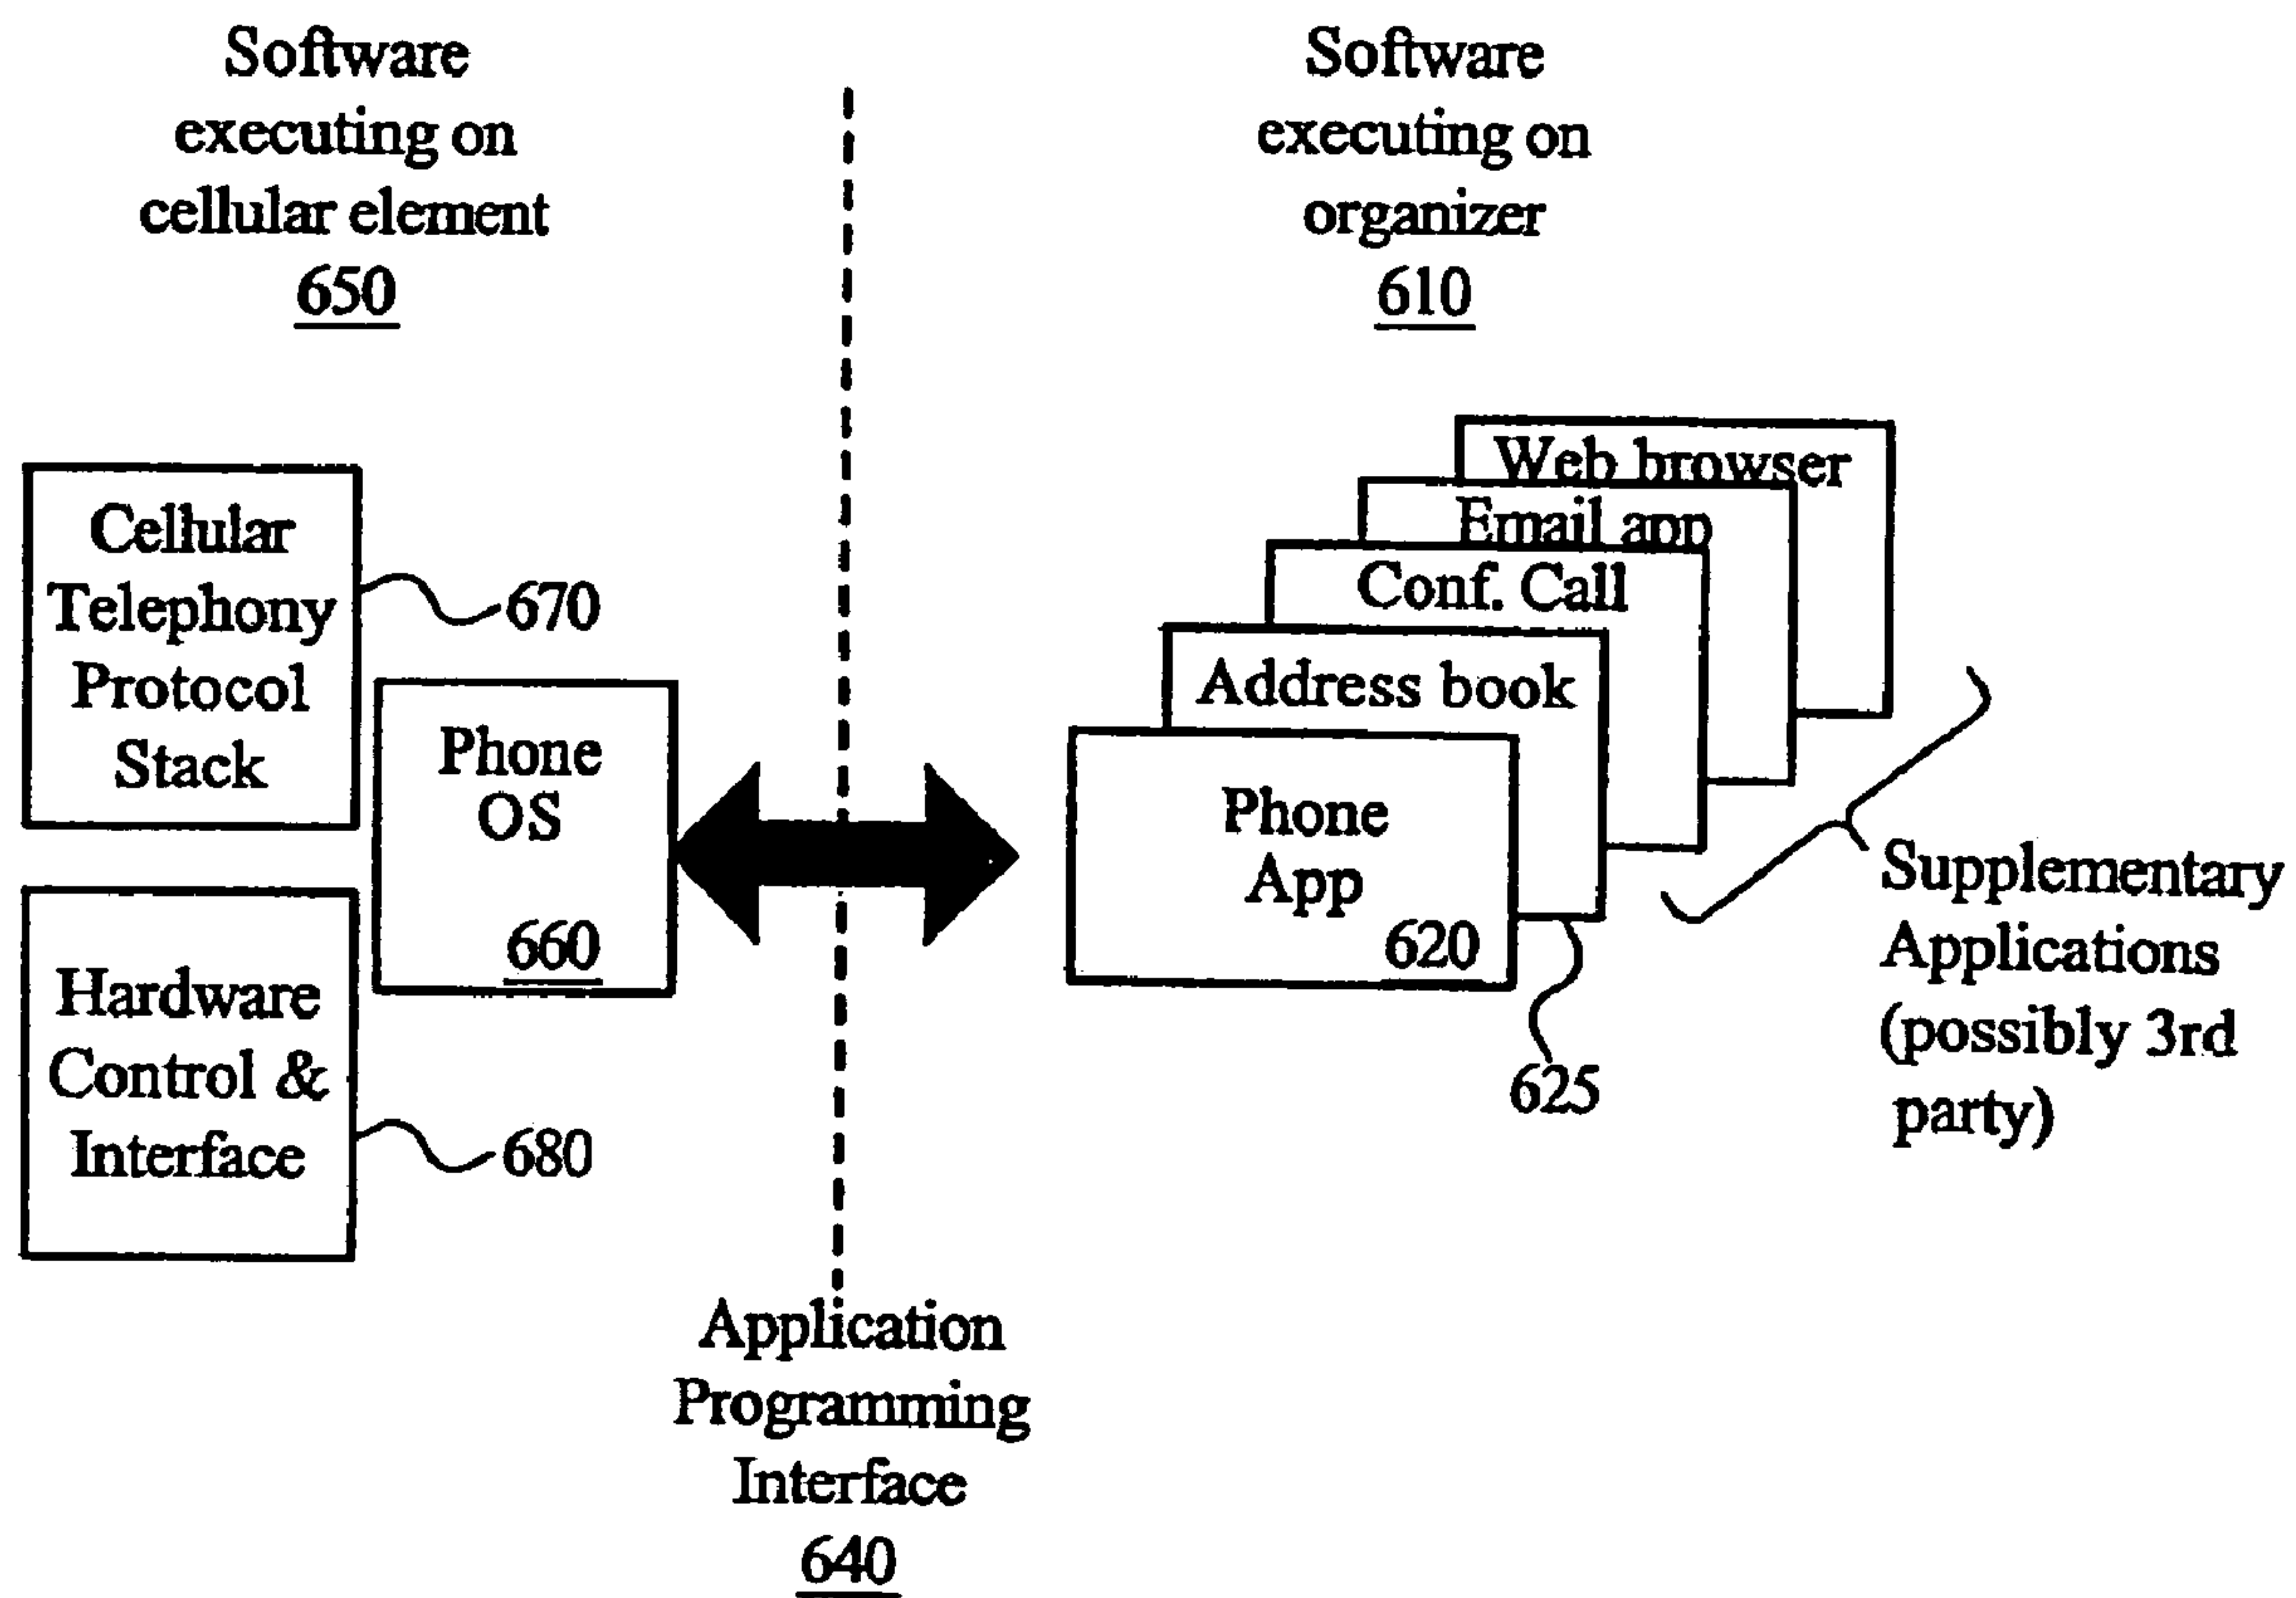 Software
executing on
cellular element
650
Software
executing on
organizer
610
Cellular
Telephony
Protocol
Stack
670
Phone
OS
660
Hardware
Control &
Interface
680
Web browser
Email app
Conf. Call
Address book
Phone
App
620
625
Supplementary
Applications
(possibly 3rd
party)
Application
Programming
Interface
640